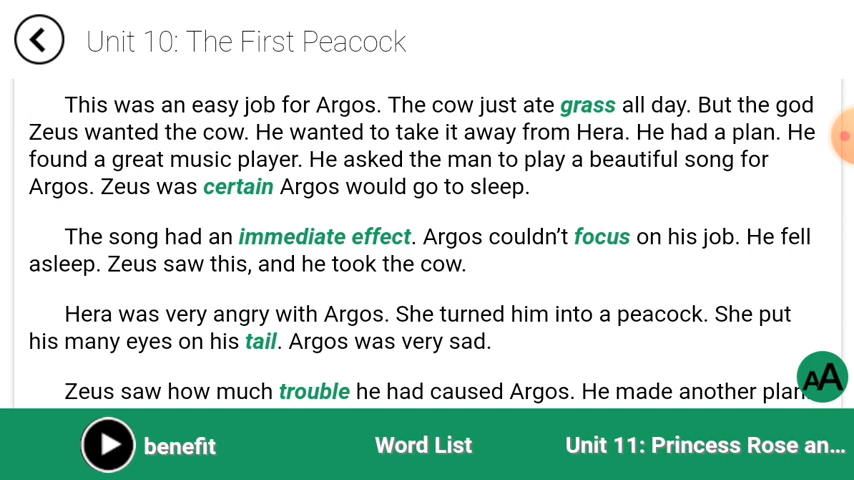 Unit 10: The First Peacock
This was an easy job for Argos. The cow just ate grass all day. But the god
Zeus wanted the cow. He wanted to take it away from Hera. He had a plan. He
found a great music player. He asked the man to play a beautiful song for
Argos. Zeus was certain Argos would go to sleep.
The song had an immediate effect. Argos couldn't focus on his job. He fell
asleep. Zeus saw this, and he took the cow.
Hera was very angry with Argos. She turned him into a peacock. She put
his many eyes on his tail. Argos was very sad.
Zeus saw how much trouble he had caused Argos. He made another plan.
AA
benefit
Word List
Unit 11: Princess Rose an...